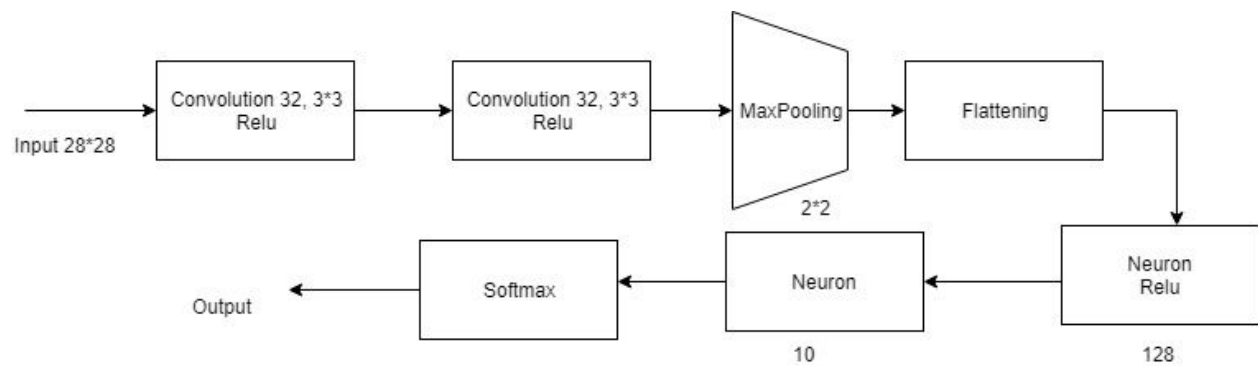 Input 28*28
Convolution 32, 3*3
Relu
Convolution 32, 3*3
Relu
MaxPooling
2*2
Flattening
Neuron
Relu
128
Neuron
10
Softmax
Output